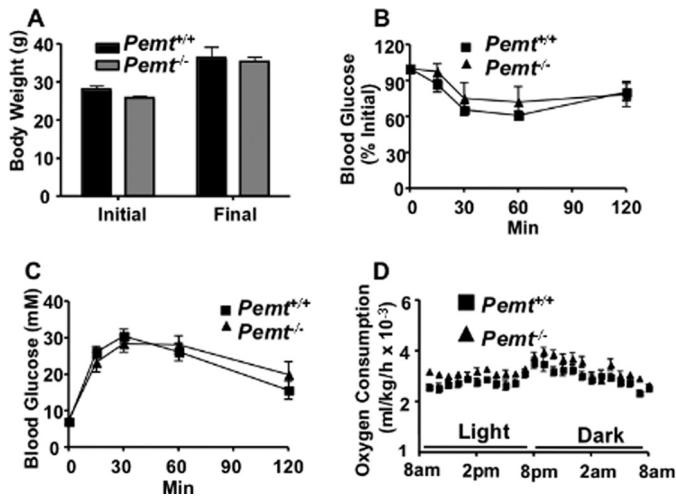 A
Pemt+/+
Pemt-/-
Body Weight (g)
40
30
20
10
0
Initial Final
B
Pemt+/+
Pemt-/-
Blood Glucose
(% Initial)
120
90
60
30
0
0 30 60 90 120
Min
C
Pemt+/+
Pemt-/-
Blood Glucose (mM)
40
30
20
10
0
0 30 60 90 120
Min
D
Pemt+/+
Pemt-/-
Oxygen Consumption
(ml/kg/h x 10-3)
6
4
2
1
Light Dark
8am 2pm 8pm 2am 8am